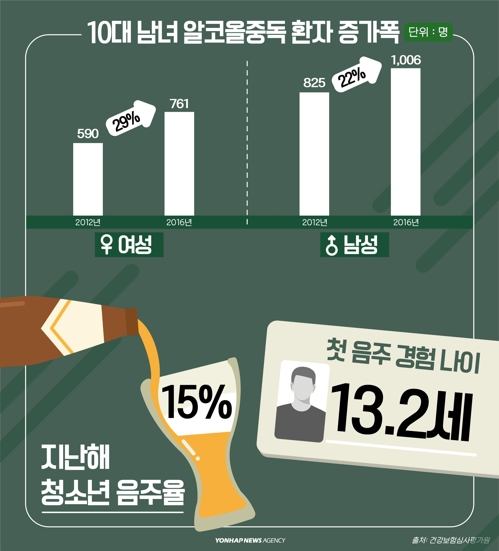 10대 남녀 알코올중독 환자 증가폭 단위 : 명
590 29% 761
825 22% 1,006
2012년 2016년
2012년 2016년
여성
남성
첫 음주 경험 나이
13.2세
15%
지난해
청소년 음주율
YONHAP NEWS AGENCY
출처: 건강보험심사평가원